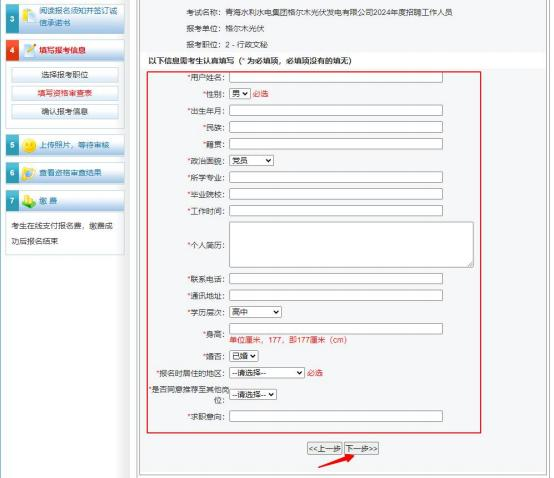 3 阅读报名须知并签订诚
信承诺书
4 填写报考信息
选择报考职位
填写资格审查表
确认报考信息
5 上传照片，等待审核
6 查看资格审查结果
7 缴 费
考生在线支付报名费，缴费成
功后报名结束
考试名称：青海水利水电集团格尔木光伏发电有限公司2024年度招聘工作人员
报考单位：格尔木光伏
报考职位：2 - 行政文秘
以下信息需考生认真填写（* 为必填项，必填项没有的填无）
*用户姓名：
*性别：男 必选
*出生年月：
*民族：
*籍贯：
*政治面貌：党员
*所学专业：
*毕业院校：
*工作时间：
*个人简历：
*联系电话：
*通讯地址：
*学历层次：高中
*身高：
单位厘米，177，即177厘米（cm）
*婚否：已婚
*报名时居住的地区：--请选择-- 必选
*是否同意推荐至其他岗
位：--请选择--
*求职意向：
<<上一步 下一步>>